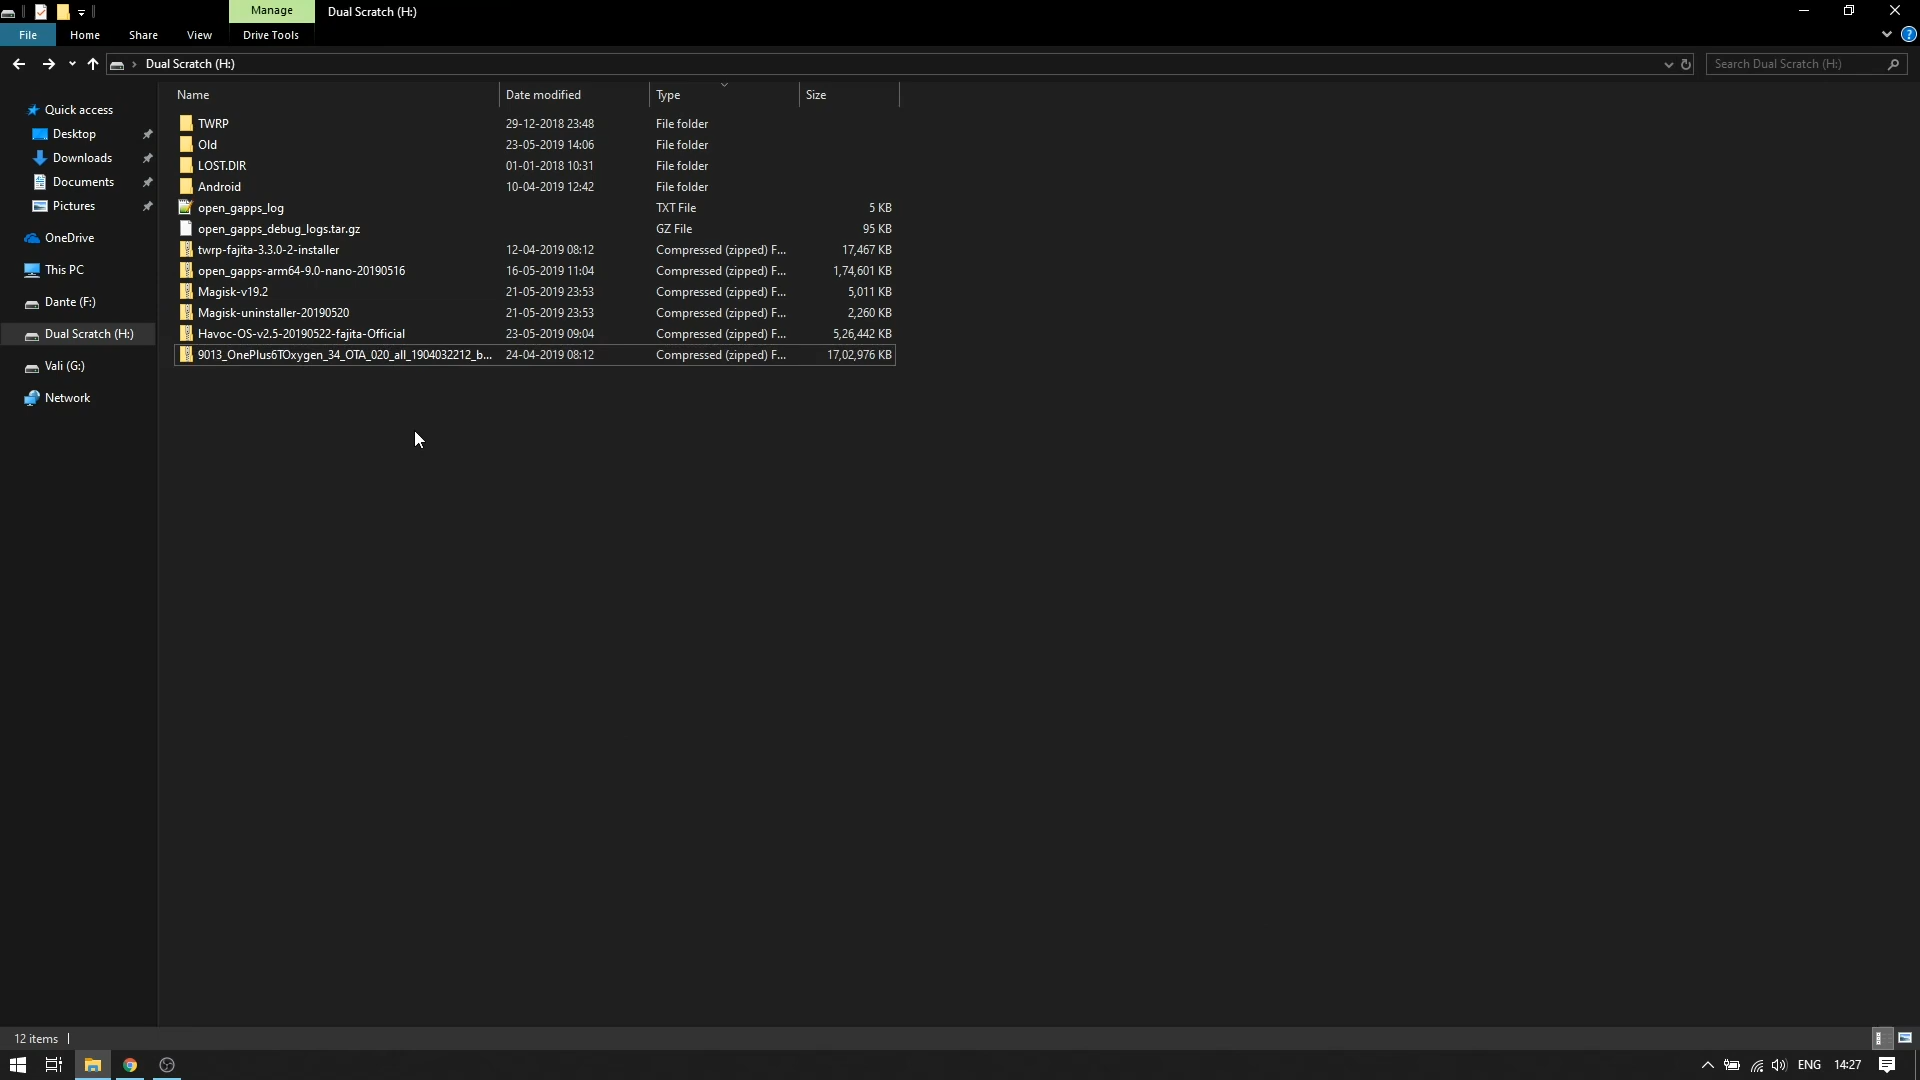 Manage Dual Scratch (H:)
File Home Share View Drive Tools
Dual Scratch (H:) Search Dual Scratch (H:)
Name Date modified Type Size
Quick access
Desktop
Downloads
Documents
Pictures
OneDrive
This PC
Dante (F:)
Dual Scratch (H:)
Vali (G:)
Network
TWRP 29-12-2018 23:48 File folder
Old 23-05-2019 14:06 File folder
LOST.DIR 01-01-2018 10:31 File folder
Android 10-04-2019 12:42 File folder
open_gapps_log TXT File 5 KB
open_gapps_debug_logs.tar.gz GZ File 95 KB
twrp-fajita-3.3.0-2-installer 12-04-2019 08:12 Compressed (zipped) F... 17,467 KB
open_gapps-arm64-9.0-nano-20190516 16-05-2019 11:04 Compressed (zipped) F... 1,74,601 KB
Magisk-v19.2 21-05-2019 23:53 Compressed (zipped) F... 5,011 KB
Magisk-uninstaller-20190520 21-05-2019 23:53 Compressed (zipped) F... 2,260 KB
Havoc-OS-v2.5-20190522-fajita-Official 23-05-2019 09:04 Compressed (zipped) F... 5,26,442 KB
9013_OnePlus6TOxygen_34_OTA_020_all_1904032212_b... 24-04-2019 08:12 Compressed (zipped) F... 17,02,976 KB
12 items
ENG 14:27